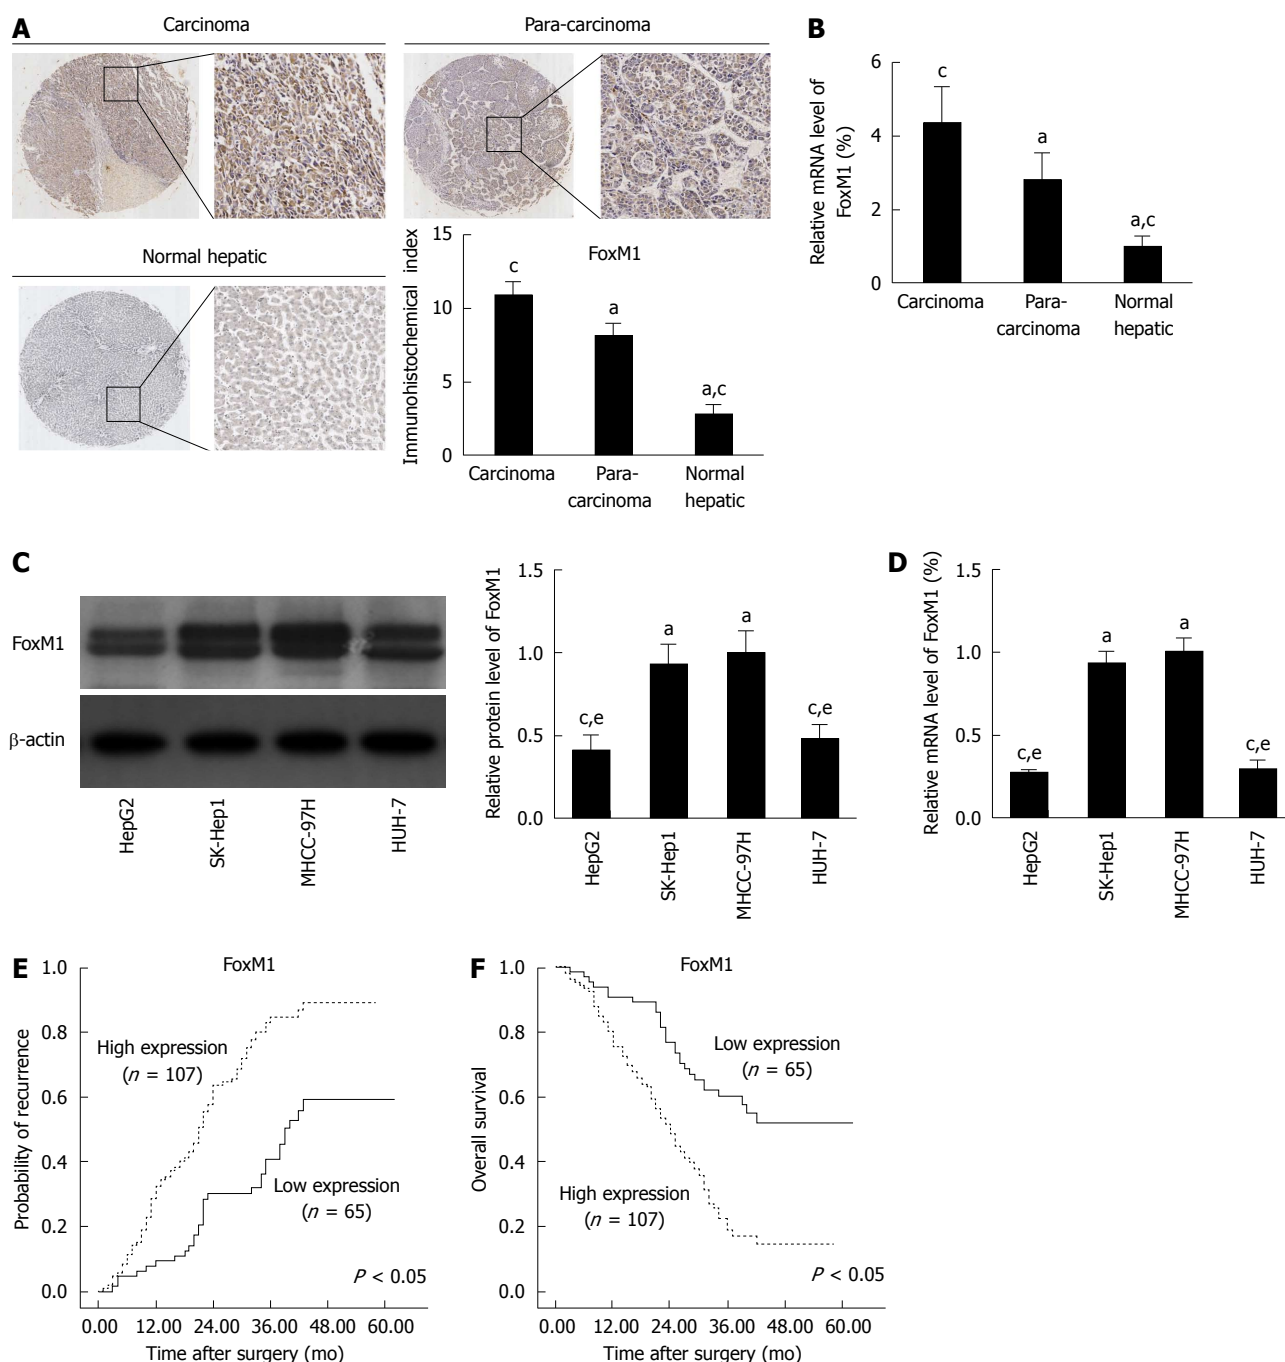 A
Carcinoma
Para-carcinoma
Normal hepatic
Immunohistochemical index
15
10
5
0
FoxM1
c
a
a,c
Carcinoma
Para-
carcinoma
Normal
hepatic
B
Relative mRNA level of
FoxM1 (%)
6
4
2
0
c
a
a,c
Carcinoma
Para-
carcinoma
Normal
hepatic
C
FoxM1
β-actin
HepG2
SK-Hep1
MHCC-97H
HUH-7
Relative protein level of FoxM1
1.5
1.0
0.5
0.0
c,e
a
a
c,e
HepG2
SK-Hep1
MHCC-97H
HUH-7
D
Relative mRNA level of FoxM1 (%)
1.5
1.0
0.5
0.0
c,e
a
a
c,e
HepG2
SK-Hep1
MHCC-97H
HUH-7
E
FoxM1
Probability of recurrence
1.0
0.8
0.6
0.4
0.2
0.0
High expression
(n = 107)
Low expression
(n = 65)
P < 0.05
0.00 12.00 24.00 36.00 48.00 60.00
Time after surgery (mo)
F
FoxM1
Overall survival
1.0
0.8
0.6
0.4
0.2
0.0
Low expression
(n = 65)
High expression
(n = 107)
P < 0.05
0.00 12.00 24.00 36.00 48.00 60.00
Time after surgery (mo)